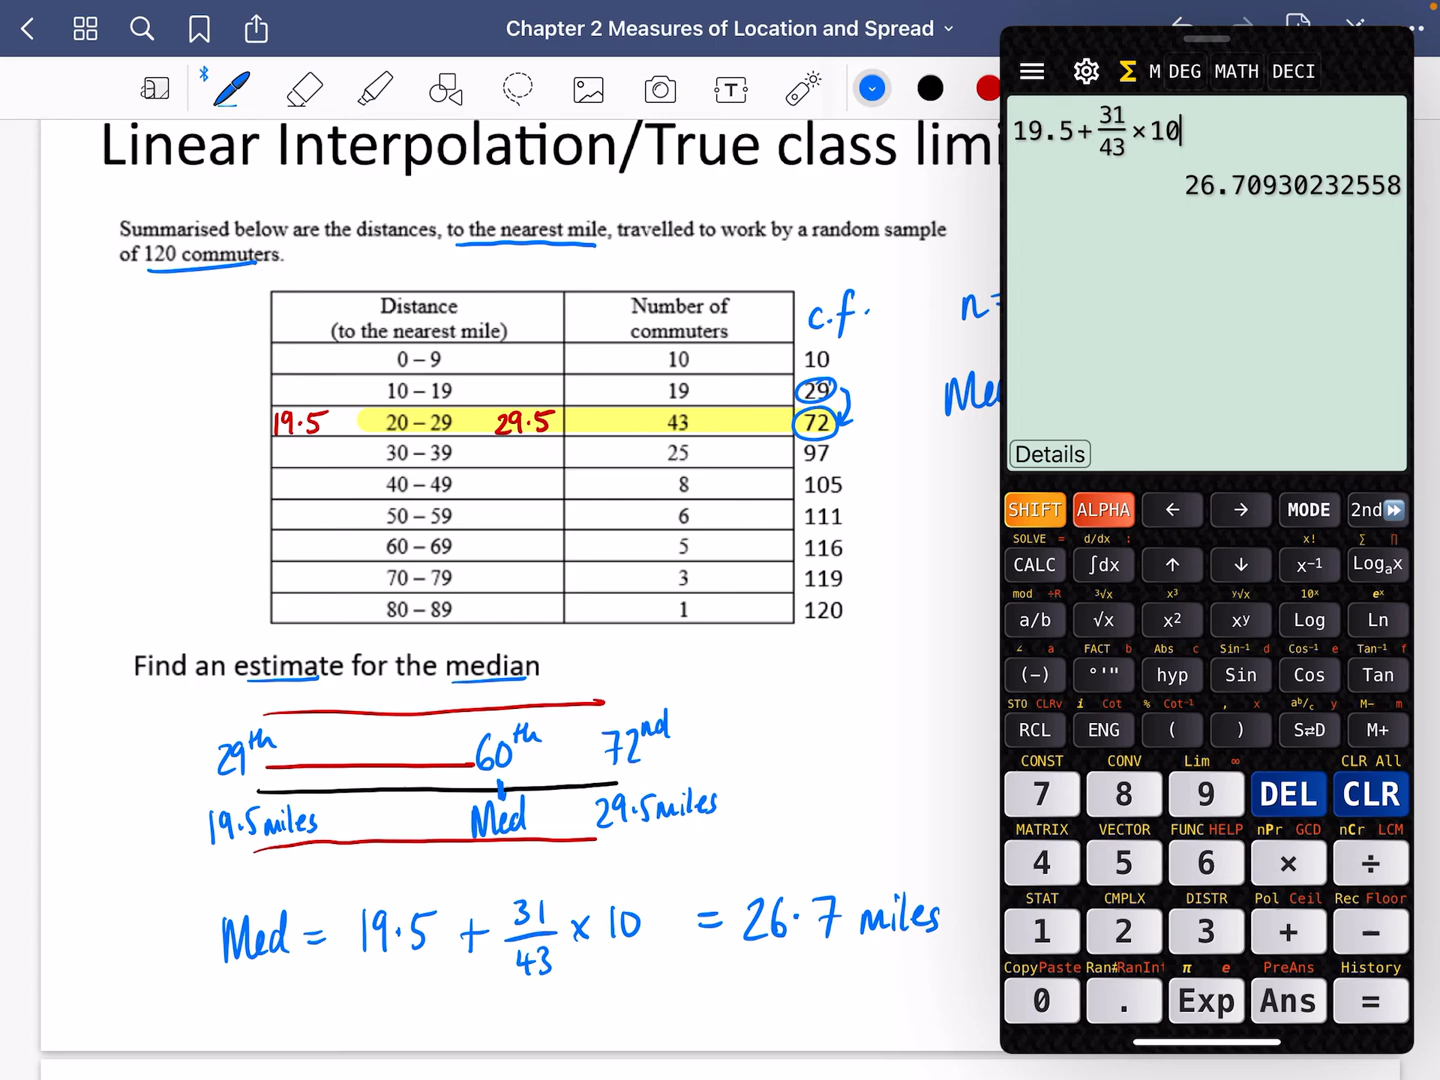 Chapter 2 Measures of Location and Spread
Linear Interpolation/True class limi
Summarised below are the distances, to the nearest mile, travelled to work by a random sample
of 120 commuters.
Distance
(to the nearest mile)
Number of
commuters
c.f.
0 – 9 10 10
10 – 19 19 29
19.5 20 – 29 29.5 43 72
30 – 39 25 97
40 – 49 8 105
50 – 59 6 111
60 – 69 5 116
70 – 79 3 119
80 – 89 1 120
n=
Me
Find an estimate for the median
29th 60th 72nd
19.5miles Med 29.5miles
Med = 19.5 + 31/43 × 10 = 26.7 miles
Σ M DEG MATH DECI
19.5+31/43×10
26.70930232558
Details
SHIFT ALPHA ← → MODE 2nd
SOLVE = d/dx : x! ∑ ∏
CALC ∫dx ↑ ↓ x⁻¹ Logₐx
mod ÷R ³√x x³ ʸ√x 10ˣ eˣ
a/b √x x² xʸ Log Ln
∠ a FACT b Abs c Sin⁻¹ d Cos⁻¹ e Tan⁻¹ f
(−) °'" hyp Sin Cos Tan
STO CLRv i Cot % Cot⁻¹ , x aᵇ/c y M− m
RCL ENG ( ) S⇄D M+
CONST CONV Lim ∞ CLR All
7 8 9 DEL CLR
MATRIX VECTOR FUNC HELP nPr GCD nCr LCM
4 5 6 × ÷
STAT CMPLX DISTR Pol Ceil Rec Floor
1 2 3 + −
Copy Paste Ran# RanInt π e PreAns History
0 . Exp Ans =